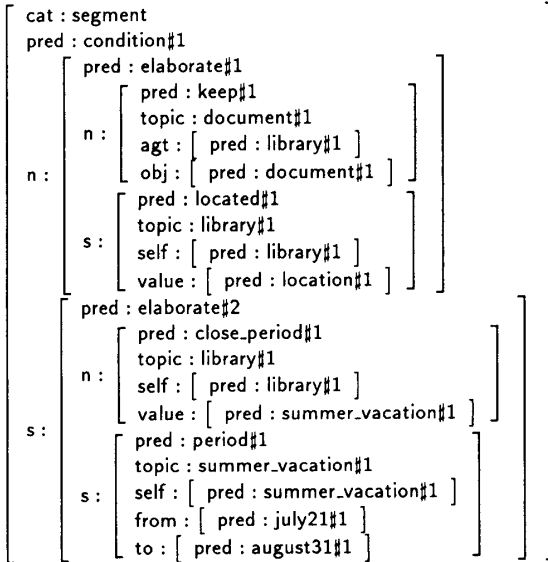 cat : segment
pred : condition♯1
n : [ pred : elaborate♯1
n : [ pred : keep♯1
topic : document♯1
agt : [ pred : library♯1 ]
obj : [ pred : document♯1 ] ]
s : [ pred : located♯1
topic : library♯1
self : [ pred : library♯1 ]
value : [ pred : location♯1 ] ] ]
s : [ pred : elaborate♯2
n : [ pred : close_period♯1
topic : library♯1
self : [ pred : library♯1 ]
value : [ pred : summer_vacation♯1 ] ]
s : [ pred : period♯1
topic : summer_vacation♯1
self : [ pred : summer_vacation♯1 ]
from : [ pred : july21♯1 ]
to : [ pred : august31♯1 ] ] ]